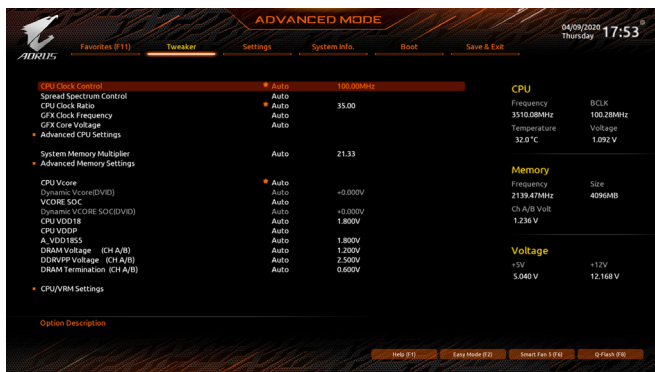 ADVANCED MODE
04/09/2020 Thursday 17:53
AORUS
Favorites (F11) Tweaker Settings System Info. Boot Save & Exit
CPU Clock Control * Auto 100.00MHz
Spread Spectrum Control Auto
CPU Clock Ratio * Auto 35.00
GFX Clock Frequency Auto
GFX Core Voltage Auto
Advanced CPU Settings
System Memory Multiplier Auto 21.33
Advanced Memory Settings
CPU Vcore * Auto
Dynamic Vcore(DVID) +0.000V
VCORE SOC Auto
Dynamic VCORE SOC(DVID) +0.000V
CPU VDD18 Auto 1.800V
CPU VDDP Auto
A_VDD18S5 Auto 1.800V
DRAM Voltage (CH A/B) Auto 1.200V
DDRVPP Voltage (CH A/B) Auto 2.500V
DRAM Termination (CH A/B) Auto 0.600V
CPU/VRM Settings
Option Description
CPU
Frequency BCLK
3510.08MHz 100.28MHz
Temperature Voltage
32.0 °C 1.092 V
Memory
Frequency Size
2139.47MHz 4096MB
Ch A/B Volt
1.236 V
Voltage
+5V +12V
5.040 V 12.168 V
Help (F1) Easy Mode (F2) Smart Fan 5 (F6) Q-Flash (F8)